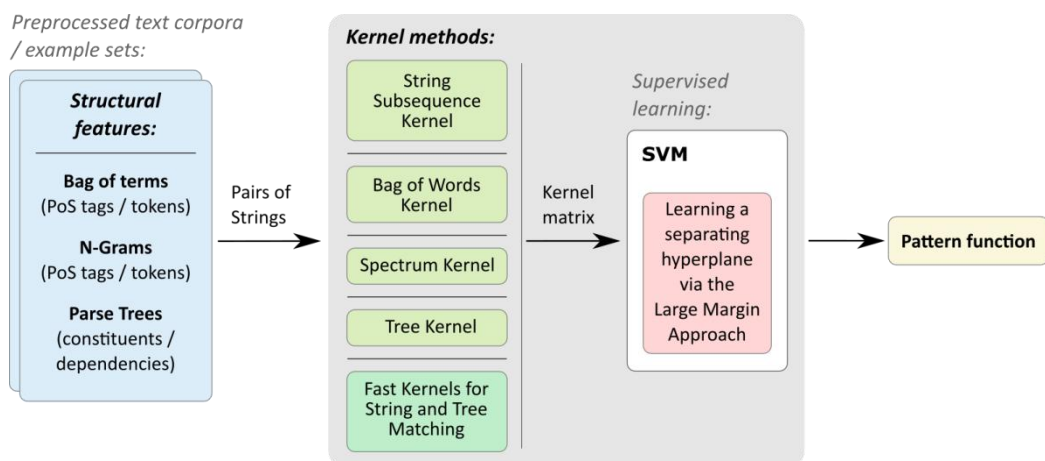 Preprocessed text corpora
/ example sets:
Structural
features:
Bag of terms
(PoS tags / tokens)
N-Grams
(PoS tags / tokens)
Parse Trees
(constituents /
dependencies)
Pairs of
Strings
Kernel methods:
String
Subsequence
Kernel
Bag of Words
Kernel
Spectrum Kernel
Tree Kernel
Fast Kernels for
String and Tree
Matching
Kernel
matrix
Supervised
learning:
SVM
Learning a
separating
hyperplane
via the
Large Margin
Approach
Pattern function